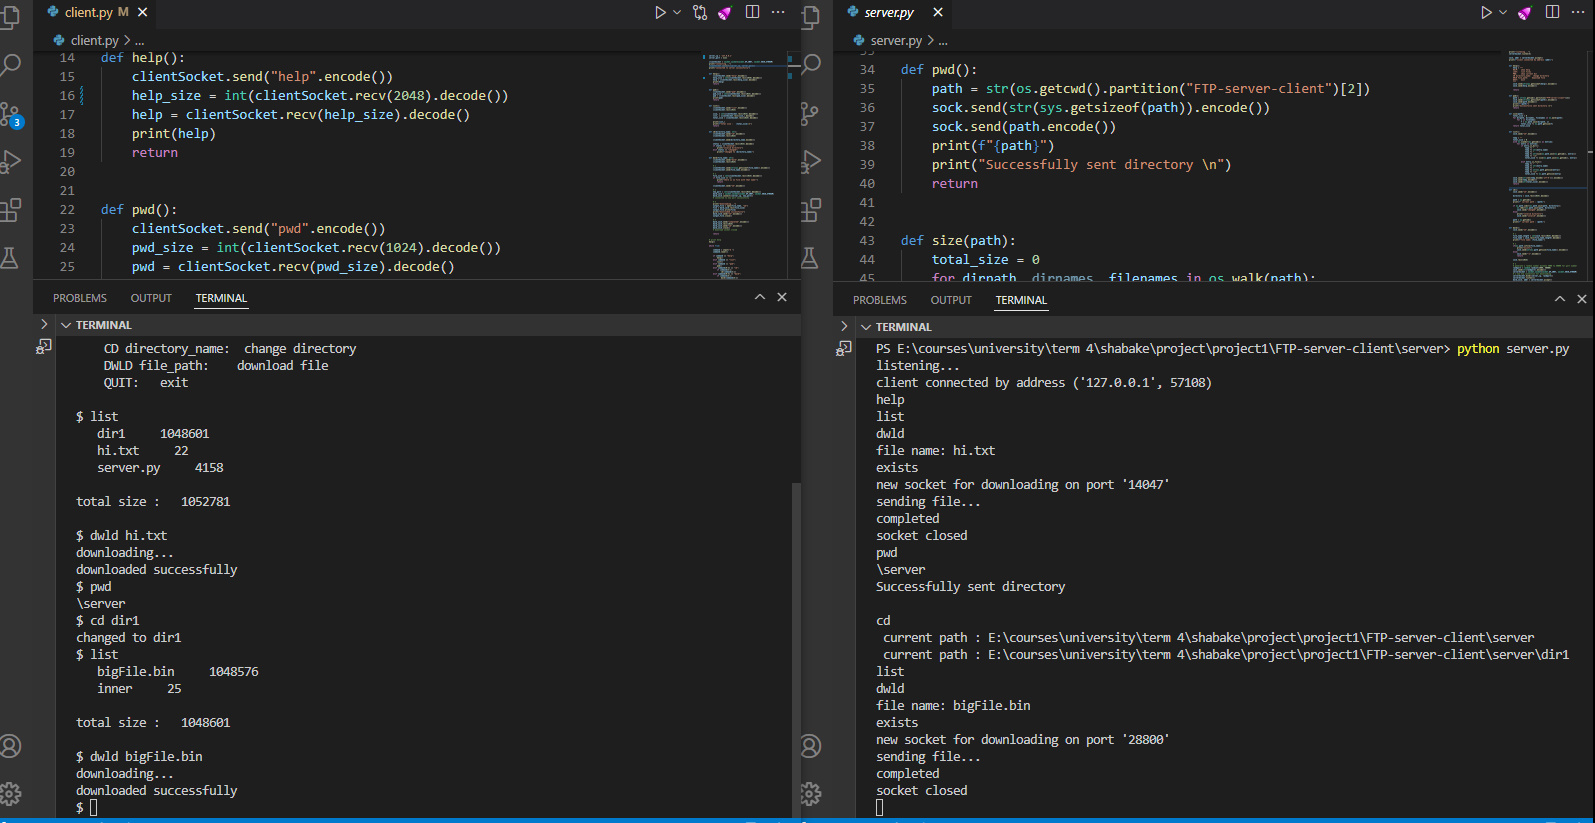 client.py M
client.py > ...
14 def help():
15 clientSocket.send("help".encode())
16 help_size = int(clientSocket.recv(2048).decode())
17 help = clientSocket.recv(help_size).decode()
18 print(help)
19 return
20
21
22 def pwd():
23 clientSocket.send("pwd".encode())
24 pwd_size = int(clientSocket.recv(1024).decode())
25 pwd = clientSocket.recv(pwd_size).decode()
3
PROBLEMS OUTPUT TERMINAL
TERMINAL
CD directory_name: change directory
DWLD file_path: download file
QUIT: exit
$ list
dir1 1048601
hi.txt 22
server.py 4158
total size : 1052781
$ dwld hi.txt
downloading...
downloaded successfully
$ pwd
\server
$ cd dir1
changed to dir1
$ list
bigFile.bin 1048576
inner 25
total size : 1048601
$ dwld bigFile.bin
downloading...
downloaded successfully
$
server.py
server.py > ...
34 def pwd():
35 path = str(os.getcwd().partition("FTP-server-client")[2])
36 sock.send(str(sys.getsizeof(path)).encode())
37 sock.send(path.encode())
38 print(f"{path}")
39 print("Successfully sent directory \n")
40 return
41
42
43 def size(path):
44 total_size = 0
45 for dirpath, dirnames, filenames in os.walk(path):
PROBLEMS OUTPUT TERMINAL
TERMINAL
PS E:\courses\university\term 4\shabake\project\project1\FTP-server-client\server> python server.py
listening...
client connected by address ('127.0.0.1', 57108)
help
list
dwld
file name: hi.txt
exists
new socket for downloading on port '14047'
sending file...
completed
socket closed
pwd
\server
Successfully sent directory
cd
current path : E:\courses\university\term 4\shabake\project\project1\FTP-server-client\server
current path : E:\courses\university\term 4\shabake\project\project1\FTP-server-client\server\dir1
list
dwld
file name: bigFile.bin
exists
new socket for downloading on port '28800'
sending file...
completed
socket closed